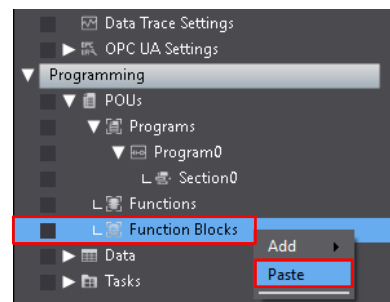 Data Trace Settings
OPC UA Settings
Programming
POUs
Programs
Program0
Section0
Functions
Function Blocks
Add
Data
Paste
Tasks